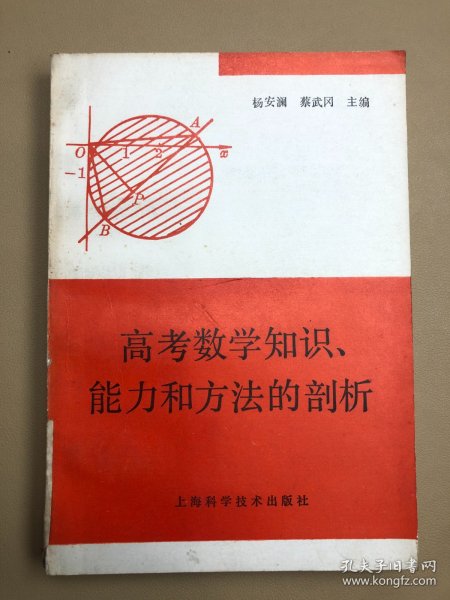 杨安澜 蔡武冈 主编
A
O 1 2 x
-1
P
B
高考数学知识、
能力和方法的剖析
上海科学技术出版社
孔夫子旧书网
www.kongfz.com